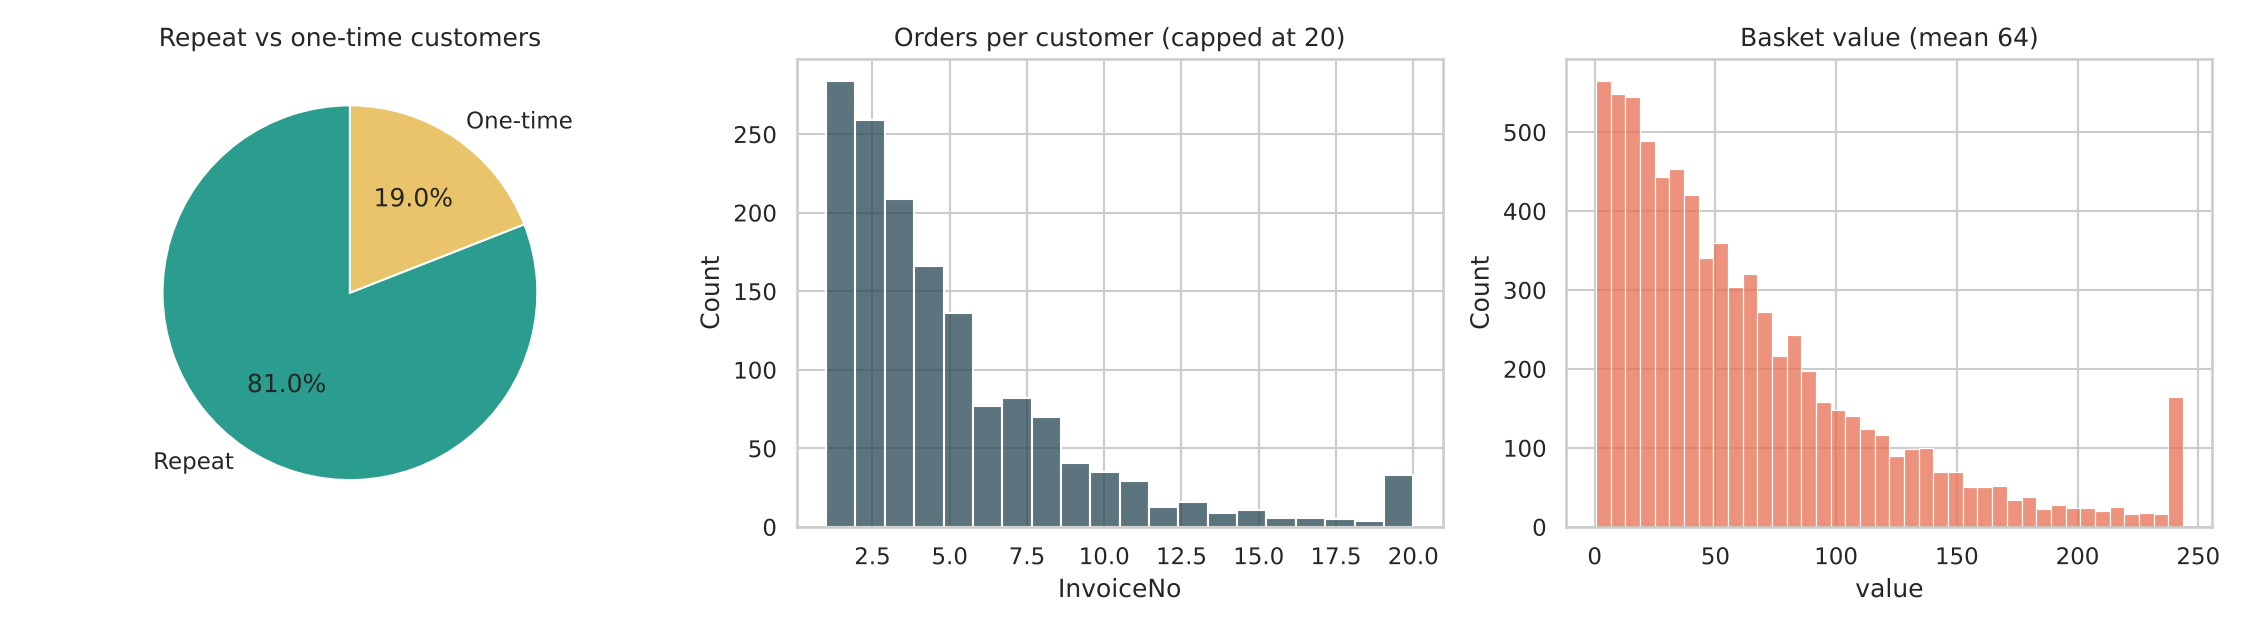 Repeat vs one-time customers
One-time
19.0%
81.0%
Repeat
Orders per customer (capped at 20)
Count
250
200
150
100
50
0
2.5 5.0 7.5 10.0 12.5 15.0 17.5 20.0
InvoiceNo
Basket value (mean 64)
Count
500
400
300
200
100
0
0 50 100 150 200 250
value